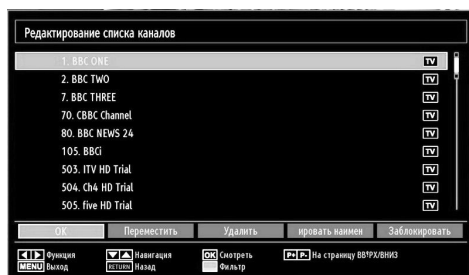 Редактирование списка каналов
1. BBC ONE TV
2. BBC TWO TV
7. BBC THREE TV
70. CBBC Channel TV
80. BBC NEWS 24 TV
105. BBCi TV
503. ITV HD Trial TV
504. Ch4 HD Trial TV
505. five HD Trial TV
OK Переместить Удалить ировать наимен Заблокировать
Функция Навигация OK Смотреть P+ P- На страницу ВВ↑РХ/ВНИЗ
MENU Выход RETURN Назад Фильтр